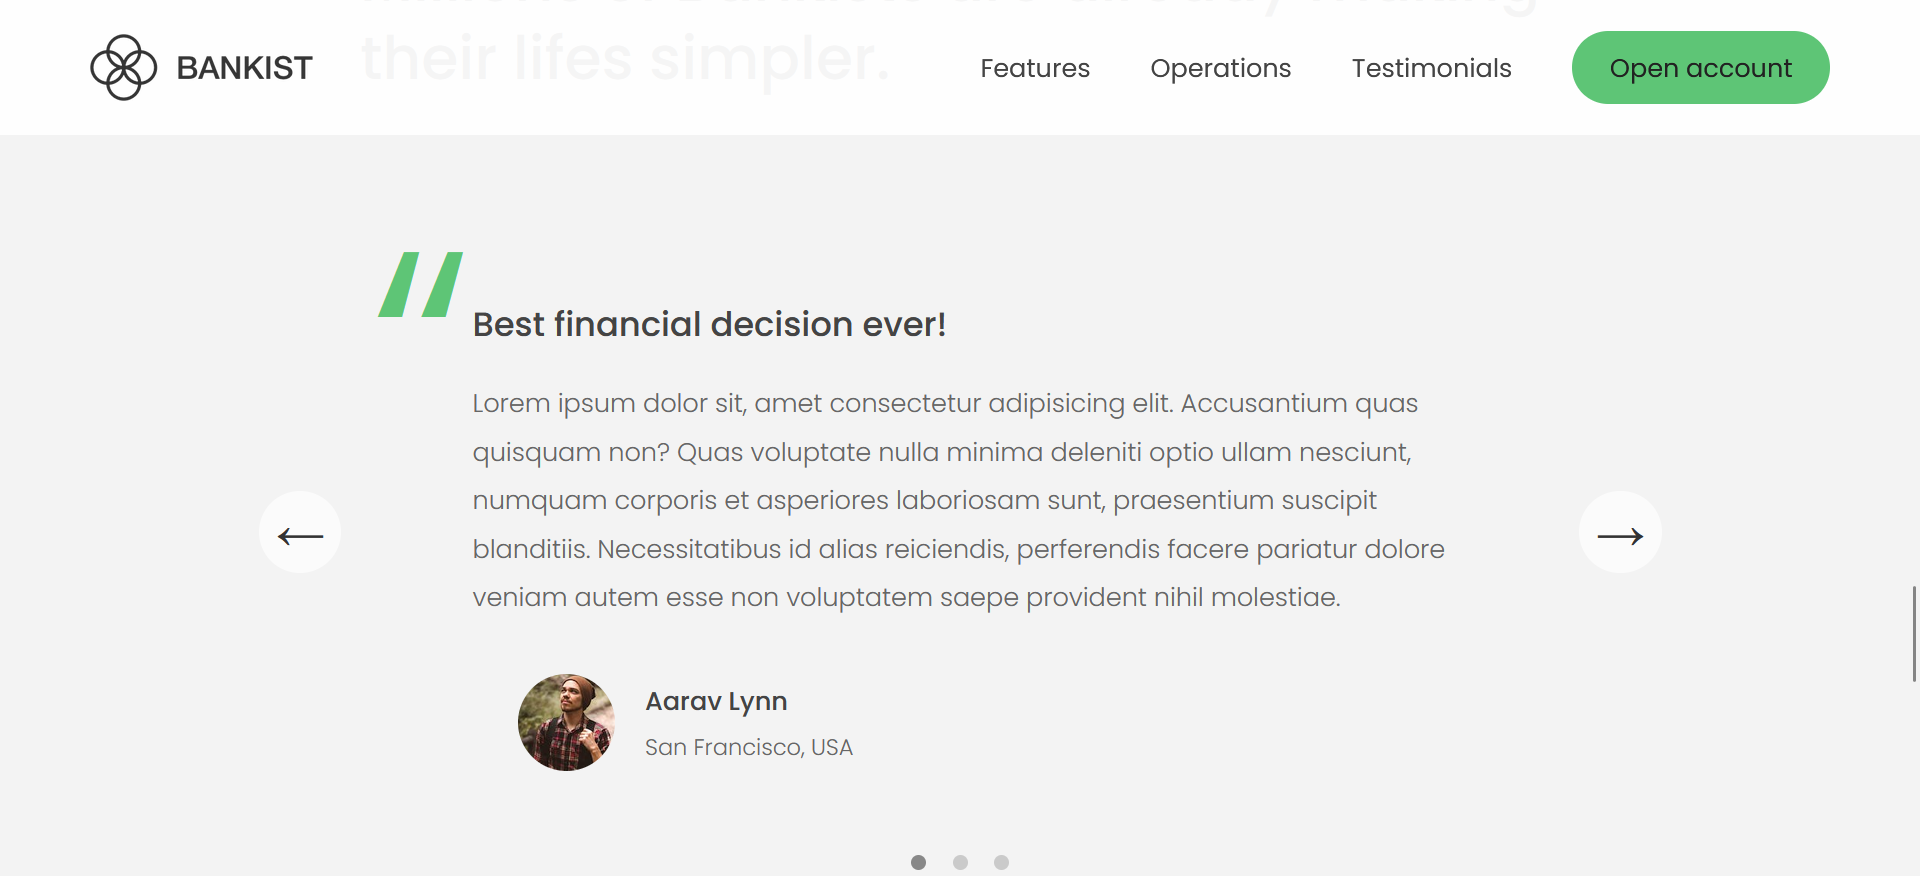 their lifes simpler.
BANKIST
Features
Operations
Testimonials
Open account
Best financial decision ever!
Lorem ipsum dolor sit, amet consectetur adipisicing elit. Accusantium quas
quisquam non? Quas voluptate nulla minima deleniti optio ullam nesciunt,
numquam corporis et asperiores laboriosam sunt, praesentium suscipit
blanditiis. Necessitatibus id alias reiciendis, perferendis facere pariatur dolore
veniam autem esse non voluptatem saepe provident nihil molestiae.
Aarav Lynn
San Francisco, USA